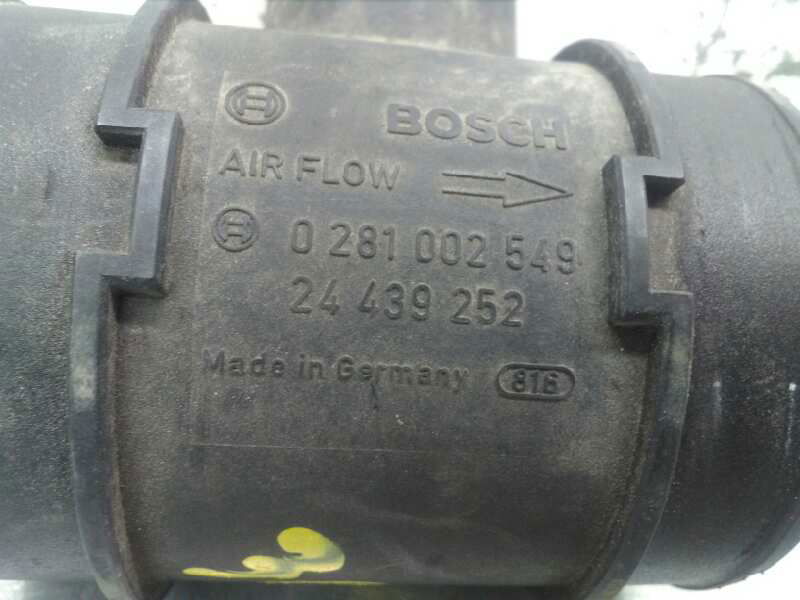 BOSCH
AIR FLOW
0 281 002 549
24 439 252
Made in Germany 816